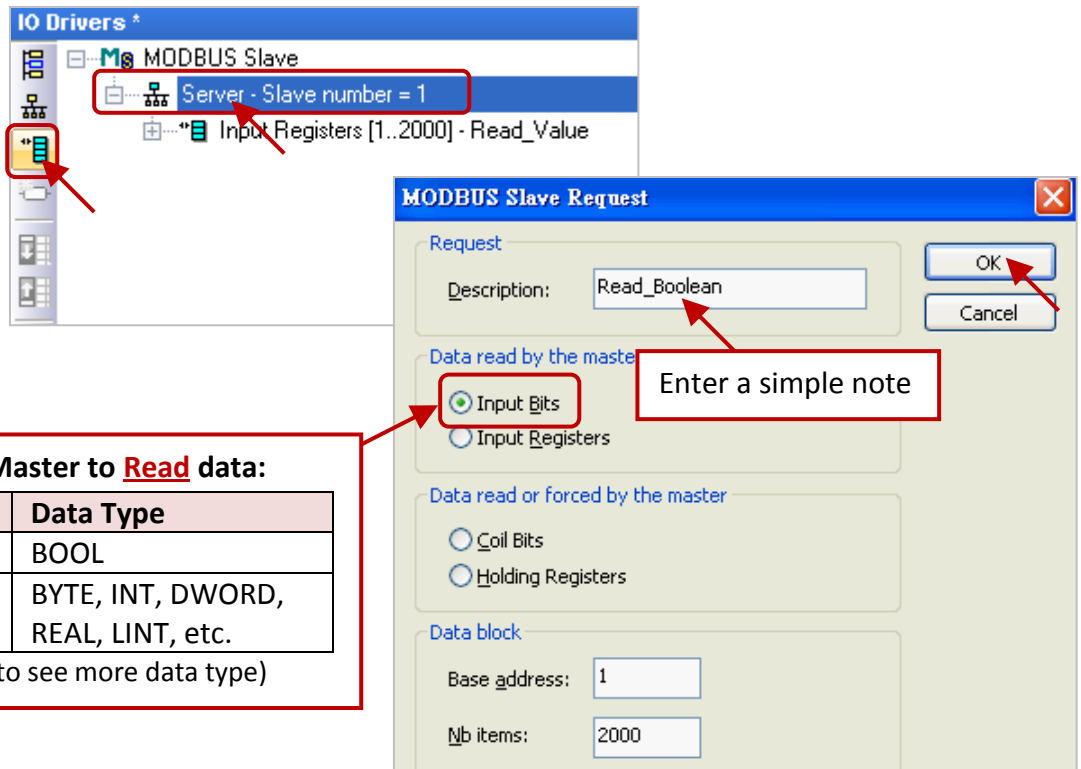 IO Drivers *
MODBUS Slave
Server - Slave number = 1
Input Registers [1..2000] - Read_Value
MODBUS Slave Request
Request
Description: Read_Boolean
OK
Cancel
Enter a simple note
Data read by the maste
Input Bits
Input Registers
Master to Read data:
Data Type
BOOL
BYTE, INT, DWORD,
REAL, LINT, etc.
to see more data type)
Data read or forced by the master
Coil Bits
Holding Registers
Data block
Base address: 1
Nb items: 2000